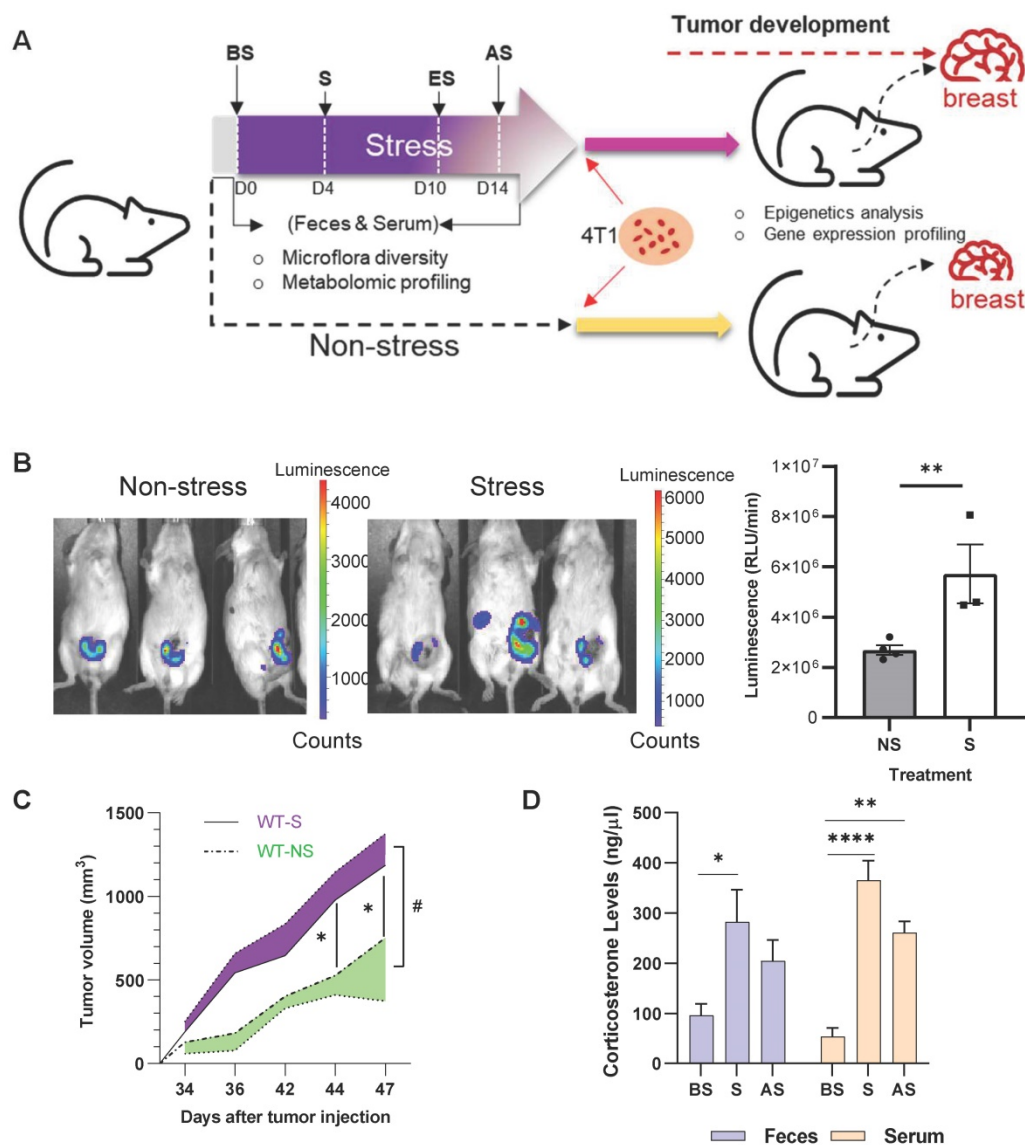 A
BS
S
ES
AS
Stress
D0
D4
D10
D14
(Feces & Serum)
Microflora diversity
Metabolomic profiling
Non-stress
4T1
Tumor development
breast
Epigenetics analysis
Gene expression profiling
breast
B
Non-stress
Luminescence
4000
3000
2000
1000
Counts
Stress
Luminescence
6000
5000
4000
3000
2000
1000
Counts
Luminescence (RLU/min)
1×10⁷
8×10⁶
6×10⁶
4×10⁶
2×10⁶
0
**
NS
S
Treatment
C
Tumor volume (mm³)
1500
1000
500
0
WT-S
WT-NS
*
*
#
34
36
42
44
47
Days after tumor injection
D
Corticosterone Levels (ng/μl)
500
400
300
200
100
0
*
**
****
BS
S
AS
BS
S
AS
Feces
Serum